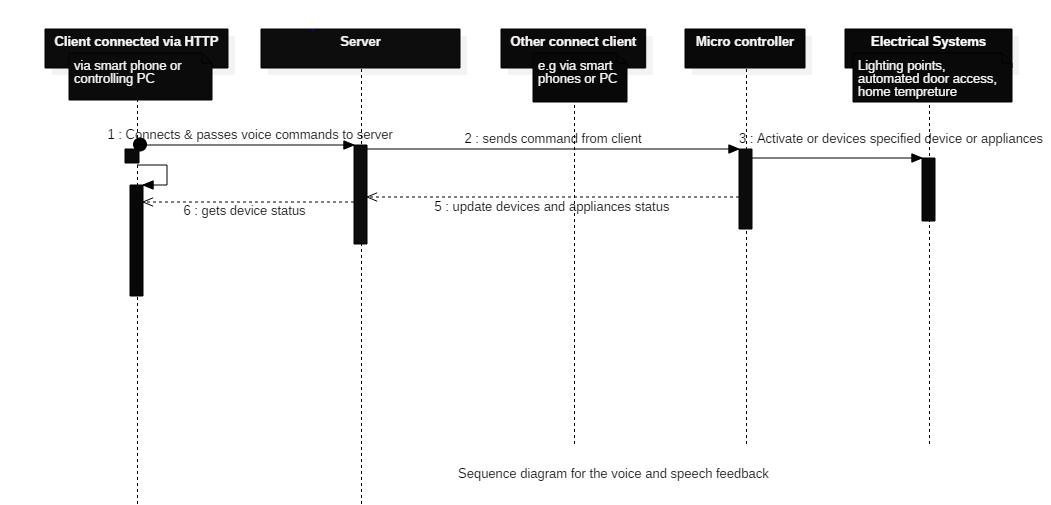 Client connected via HTTP
via smart phone or
controlling PC
Server
Other connect client
e.g via smart
phones or PC
Micro controller
Electrical Systems
Lighting points,
automated door access,
home tempreture
1 : Connects & passes voice commands to server
2 : sends command from client
3 : Activate or devices specified device or appliances
5 : update devices and appliances status
6 : gets device status
Sequence diagram for the voice and speech feedback